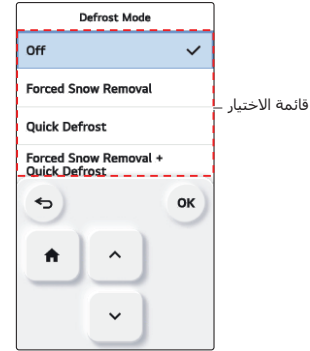 Defrost Mode
Off
Forced Snow Removal
Quick Defrost
Forced Snow Removal +
Quick Defrost
قائمة الاختيار
OK